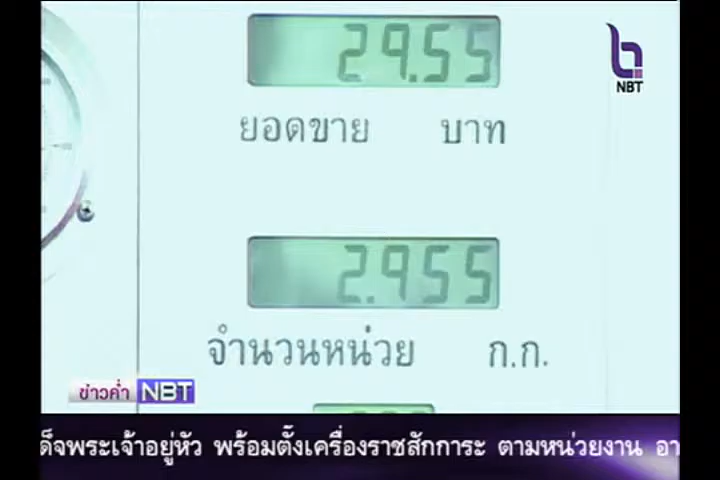 29.55
NBT
ยอดขาย บาท
2.955
จำนวนหน่วย ก.ก.
ข่าวค่ำ NBT
ด็จพระเจ้าอยู่หัว พร้อมตั้งเครื่องราชสักการะ ตามหน่วยงาน อา